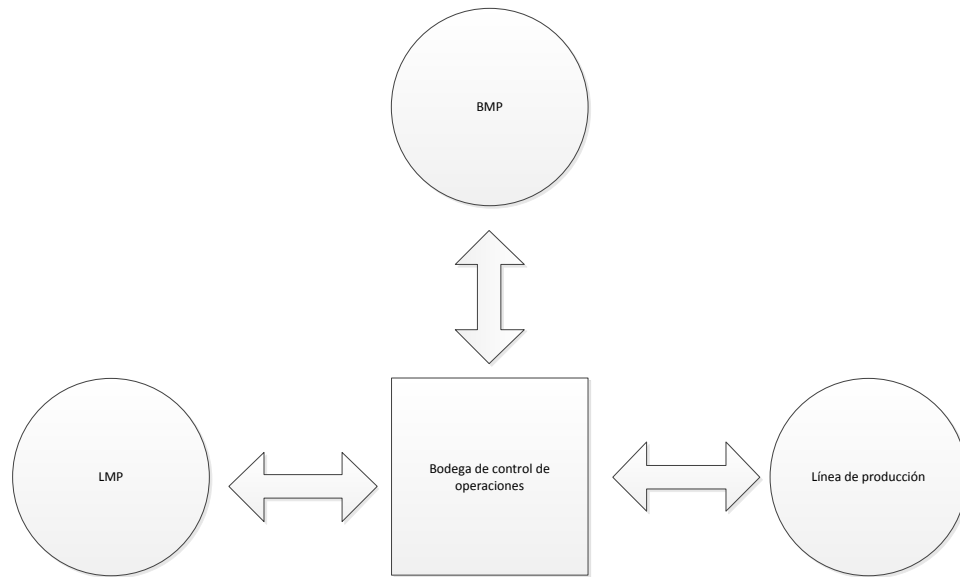 BMP
LMP
Bodega de control de
operaciones
Línea de producción